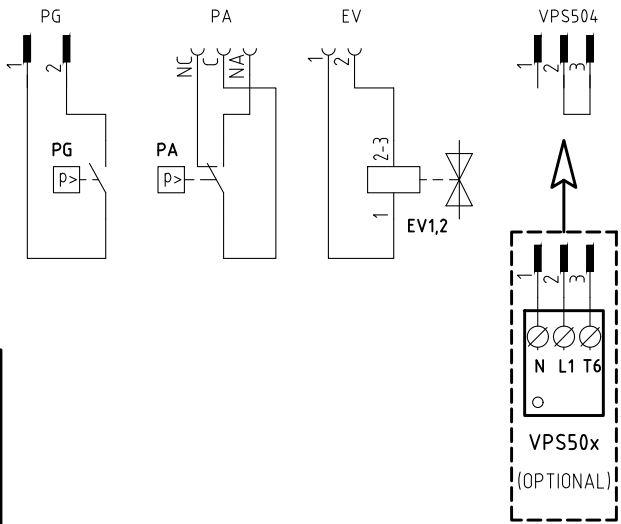 PG
PA
EV
VPS504
1
2
NC
C
NA
1
2
1
2
3
PG
P>
PA
P>
2-3
1
EV1,2
1
2
3
N L1 T6
VPS50x
(OPTIONAL)